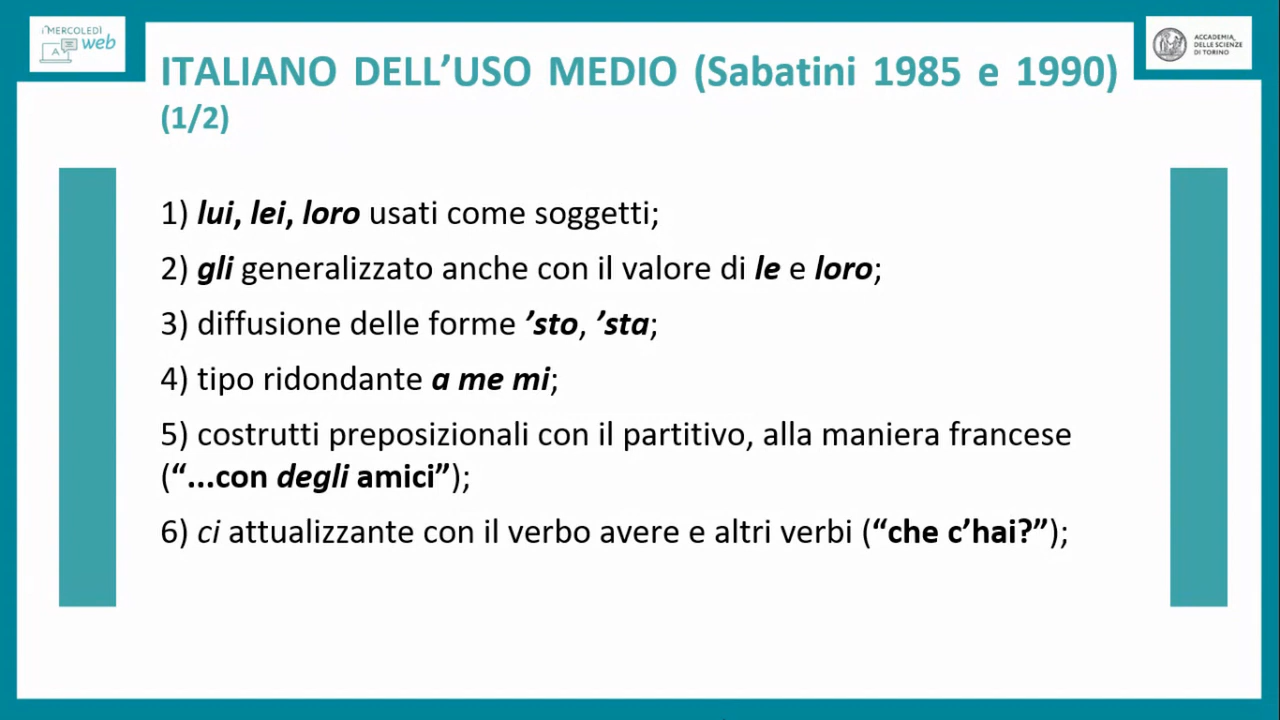 i MERCOLEDÌ
web
A
ACCADEMIA
DELLE SCIENZE
DI TORINO
ITALIANO DELL’USO MEDIO (Sabatini 1985 e 1990)
(1/2)
1) lui, lei, loro usati come soggetti;
2) gli generalizzato anche con il valore di le e loro;
3) diffusione delle forme ’sto, ’sta;
4) tipo ridondante a me mi;
5) costrutti preposizionali con il partitivo, alla maniera francese
(“...con degli amici”);
6) ci attualizzante con il verbo avere e altri verbi (“che c’hai?”);